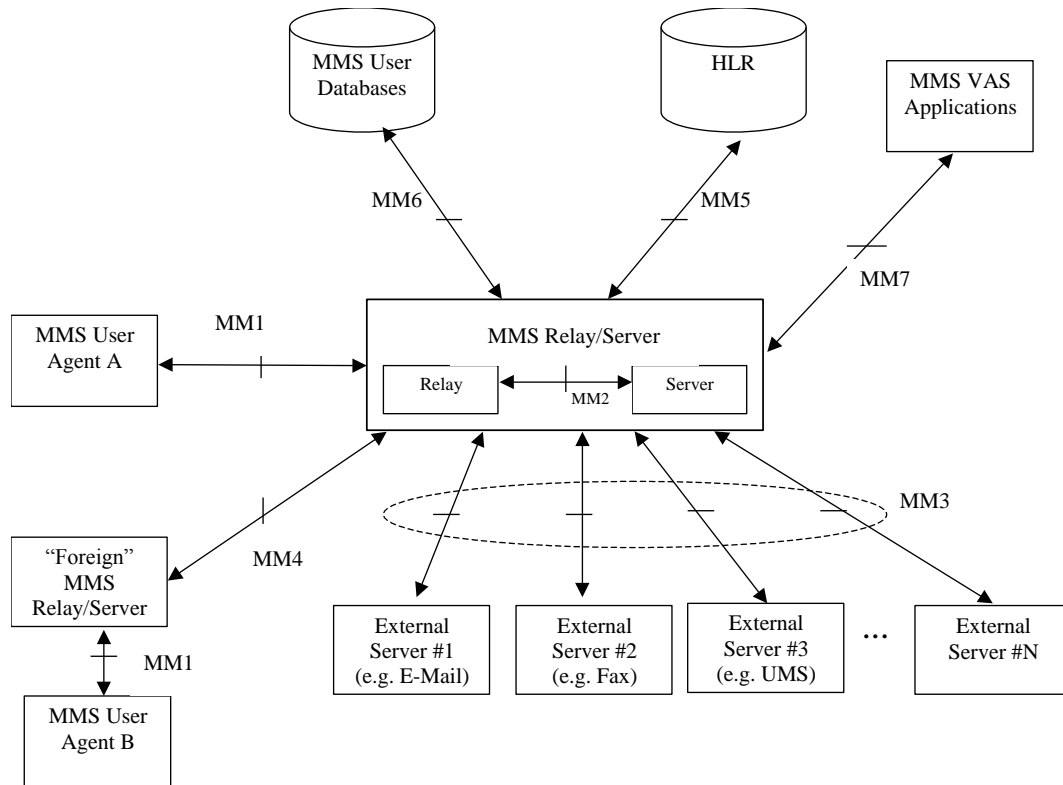 MMS User
Databases
HLR
MMS VAS
Applications
MM6
MM5
MM7
MMS User
Agent A
MM1
MMS Relay/Server
Relay
MM2
Server
MM3
MM4
“Foreign”
MMS
Relay/Server
MM1
MMS User
Agent B
External
Server #1
(e.g. E-Mail)
External
Server #2
(e.g. Fax)
External
Server #3
(e.g. UMS)
...
External
Server #N